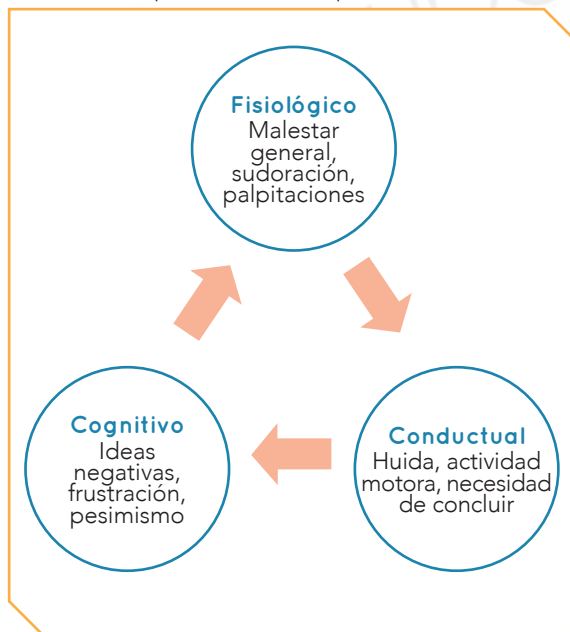 Fisiológico
Malestar
general,
sudoración,
palpitaciones
Cognitivo
Ideas
negativas,
frustración,
pesimismo
Conductual
Huida, actividad
motora, necesidad
de concluir